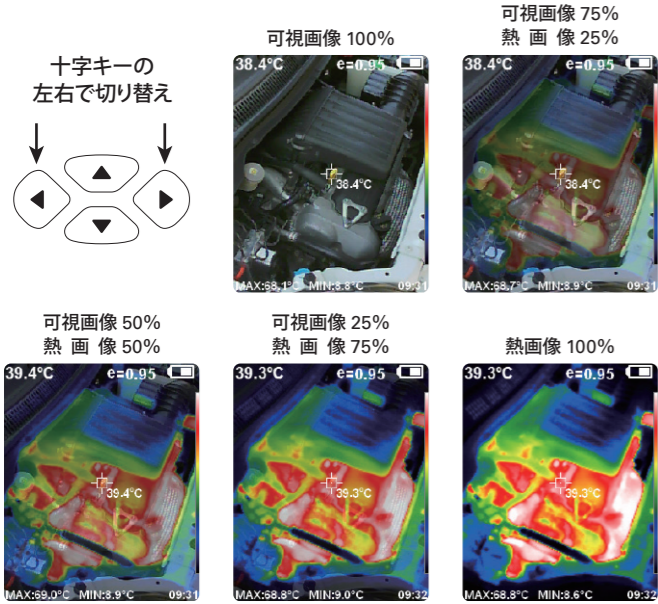 十字キーの
左右で切り替え
可視画像 100%
38.4°C e=0.95
38.4°C
MAX:68.1°C MIN:8.8°C 09:31
可視画像 75%
熱 画 像 25%
38.4°C e=0.95
38.4°C
MAX:68.7°C MIN:8.9°C 09:31
可視画像 50%
熱 画 像 50%
39.4°C e=0.95
39.4°C
MAX:69.0°C MIN:8.9°C 09:31
可視画像 25%
熱 画 像 75%
39.3°C e=0.95
39.3°C
MAX:68.8°C MIN:9.0°C 09:32
熱画像 100%
39.3°C e=0.95
39.3°C
MAX:68.8°C MIN:8.6°C 09:32